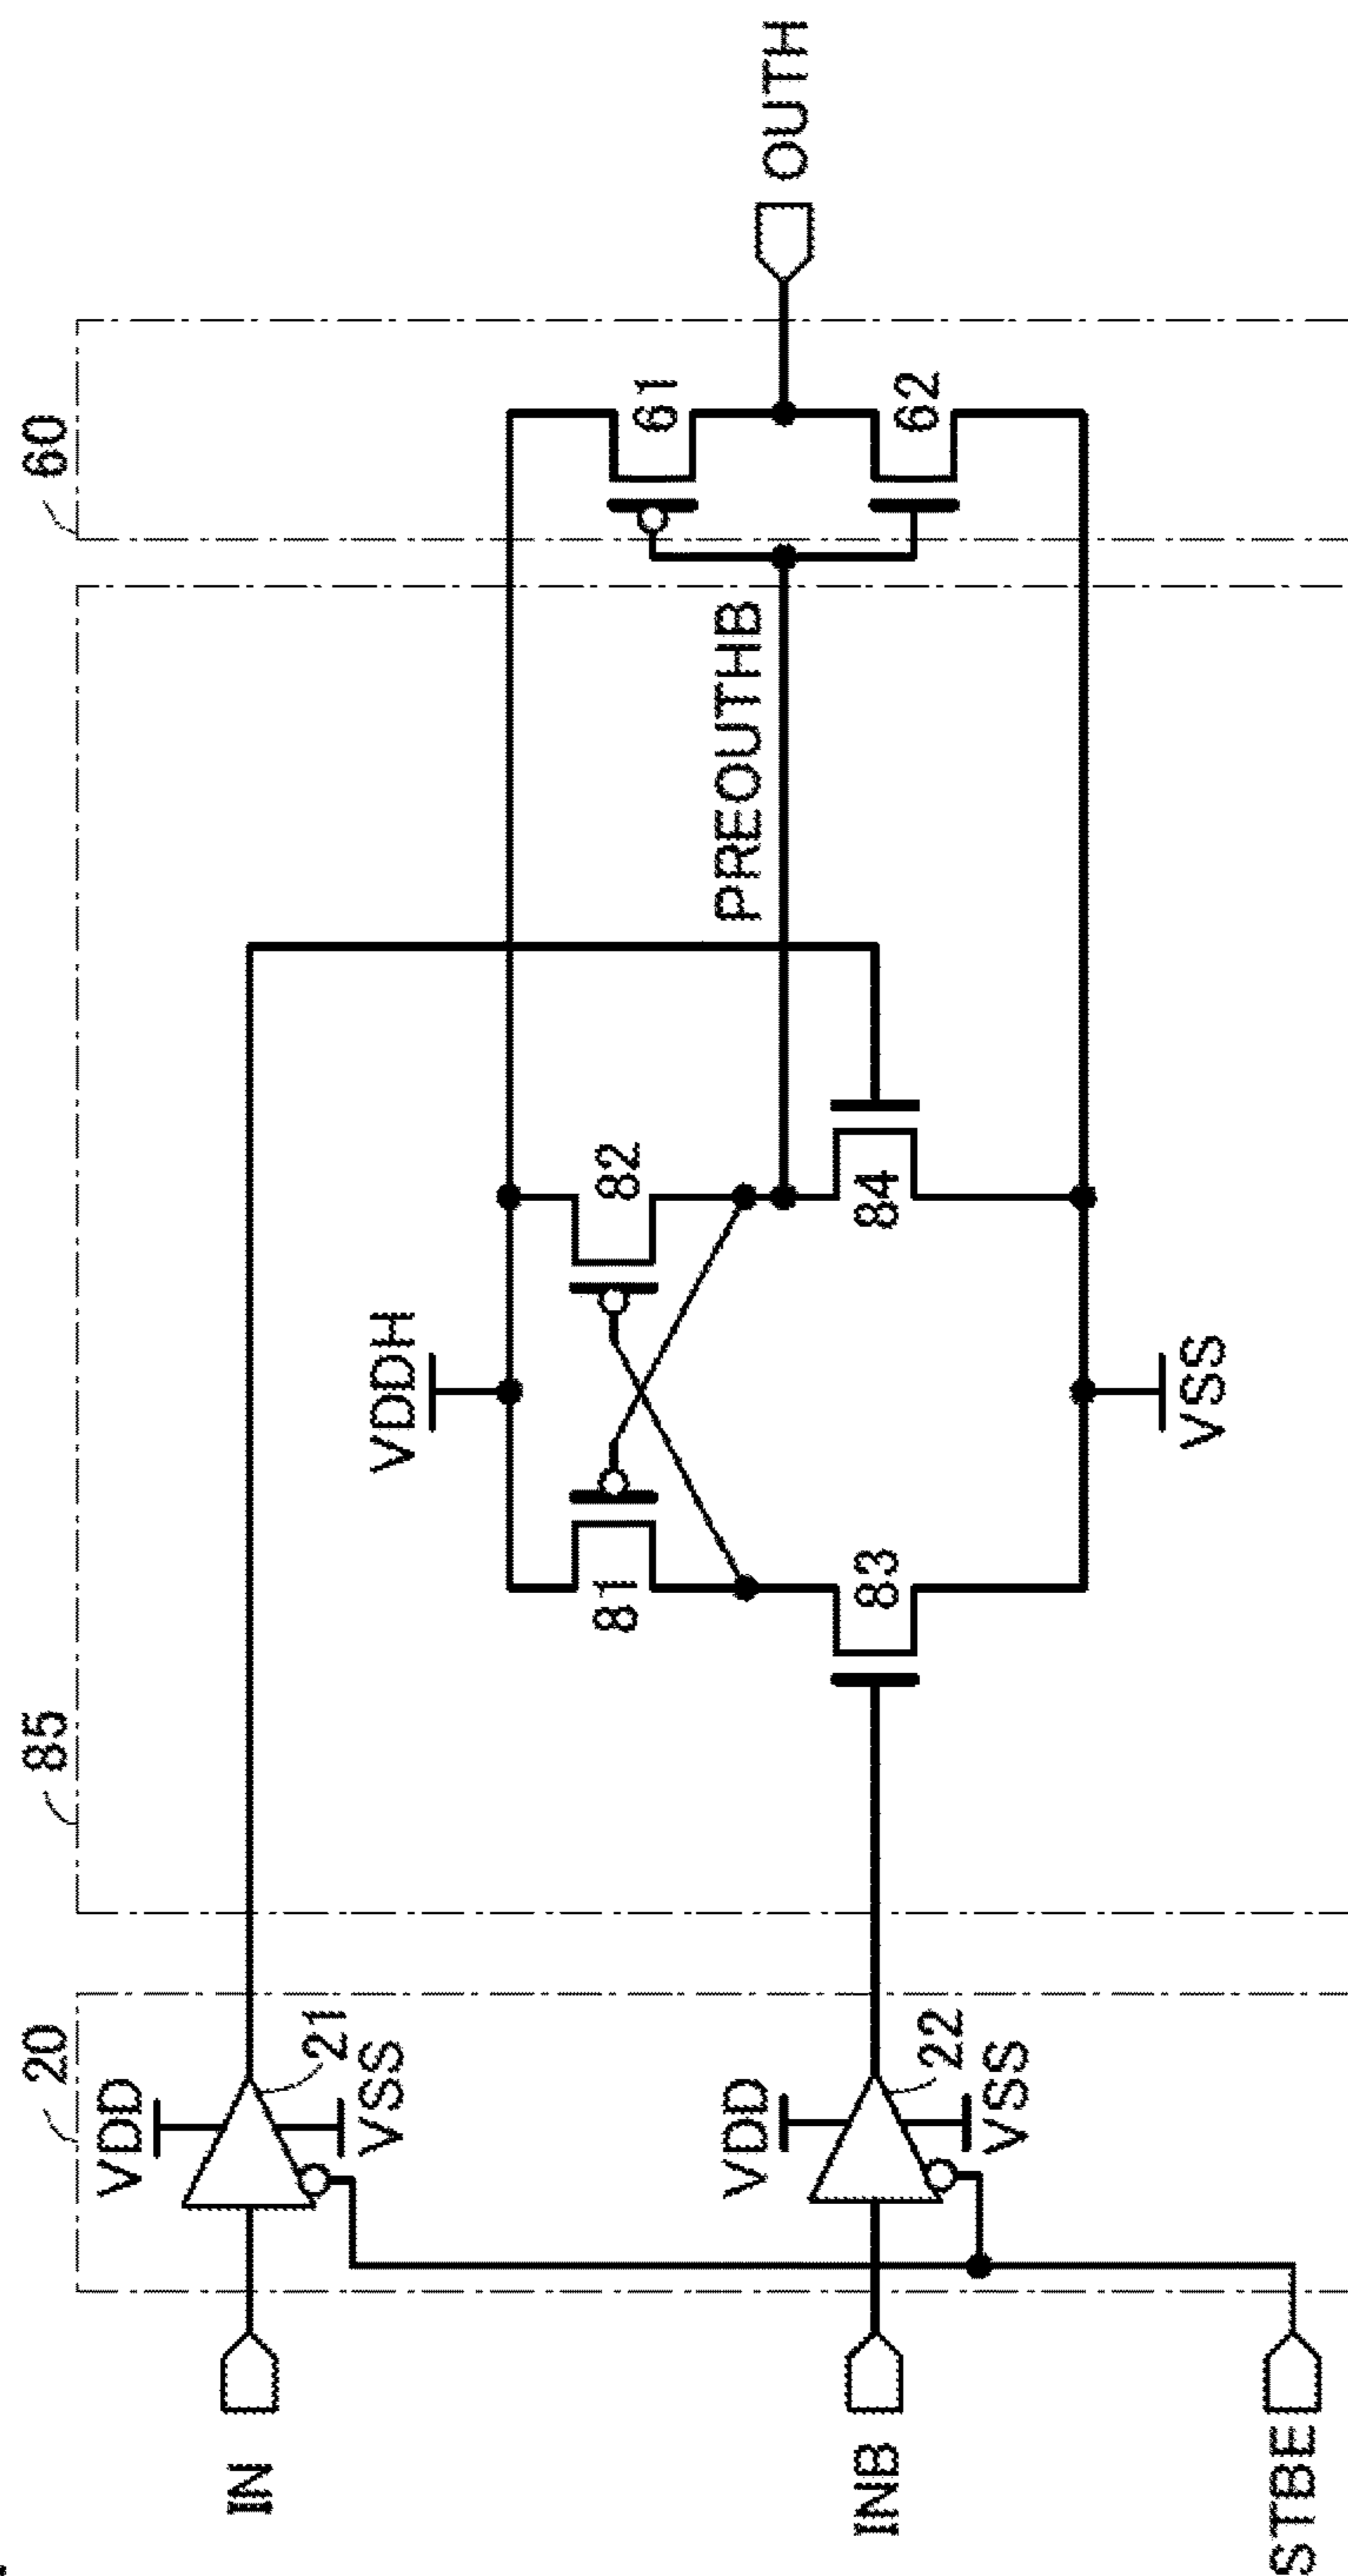 20
85
60
VDD
21
VSS
IN
VDDH
81
82
83
84
VSS
PREOUTHB
61
62
OUTH
VDD
22
VSS
INB
STBE